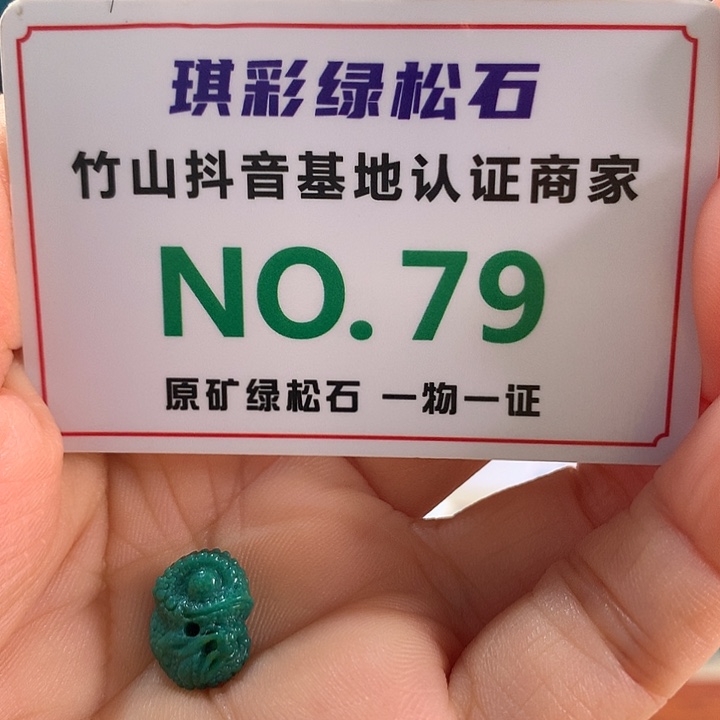 琪彩绿松石
竹山抖音基地认证商家
NO.79
原矿绿松石 一物一证